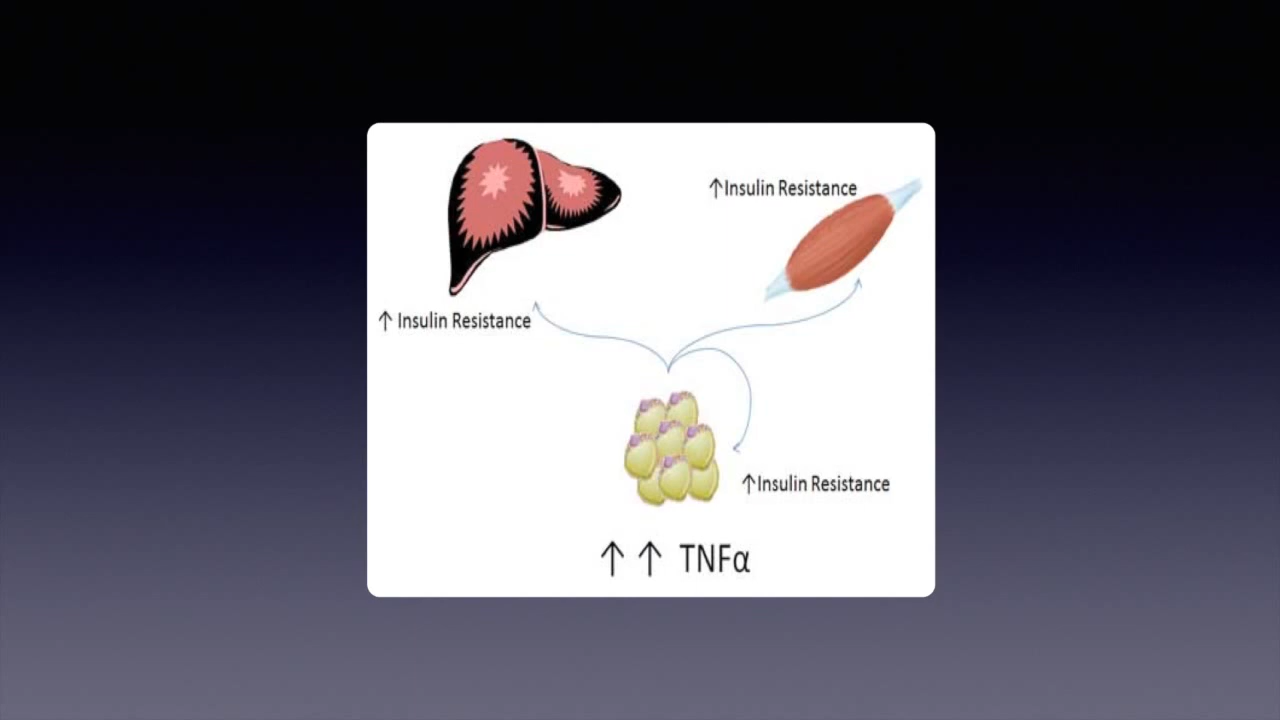 ↑Insulin Resistance
↑ Insulin Resistance
↑Insulin Resistance
↑ ↑ TNFα